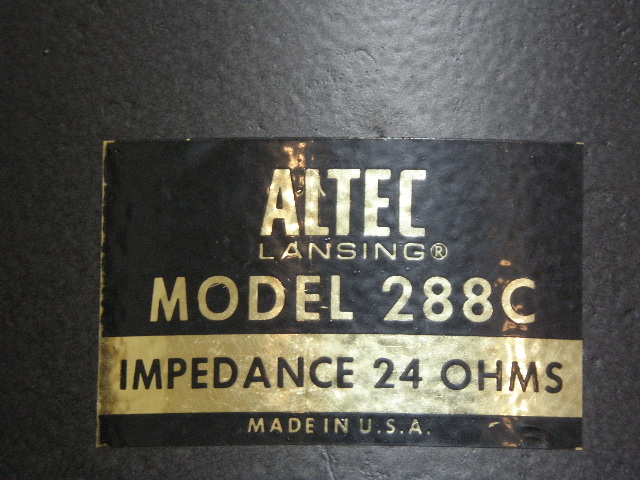 ALTEC
LANSING®
MODEL 288C
IMPEDANCE 24 OHMS
MADE IN U.S.A.